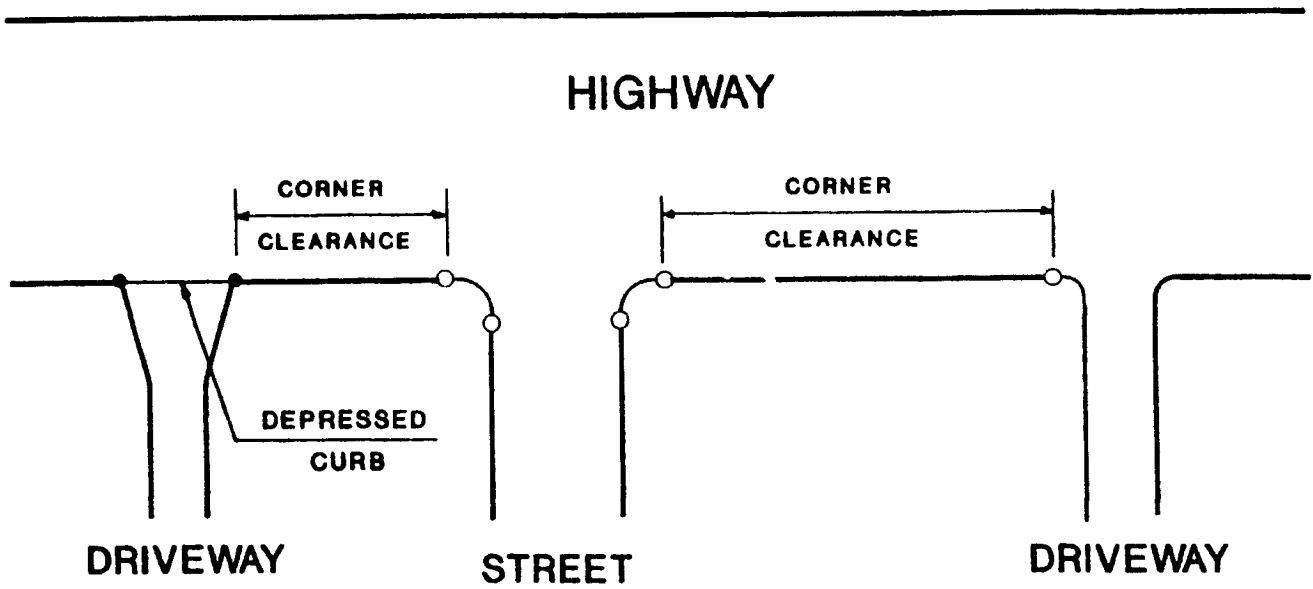 HIGHWAY
CORNER
CLEARANCE
CORNER
CLEARANCE
DEPRESSED
CURB
DRIVEWAY
STREET
DRIVEWAY